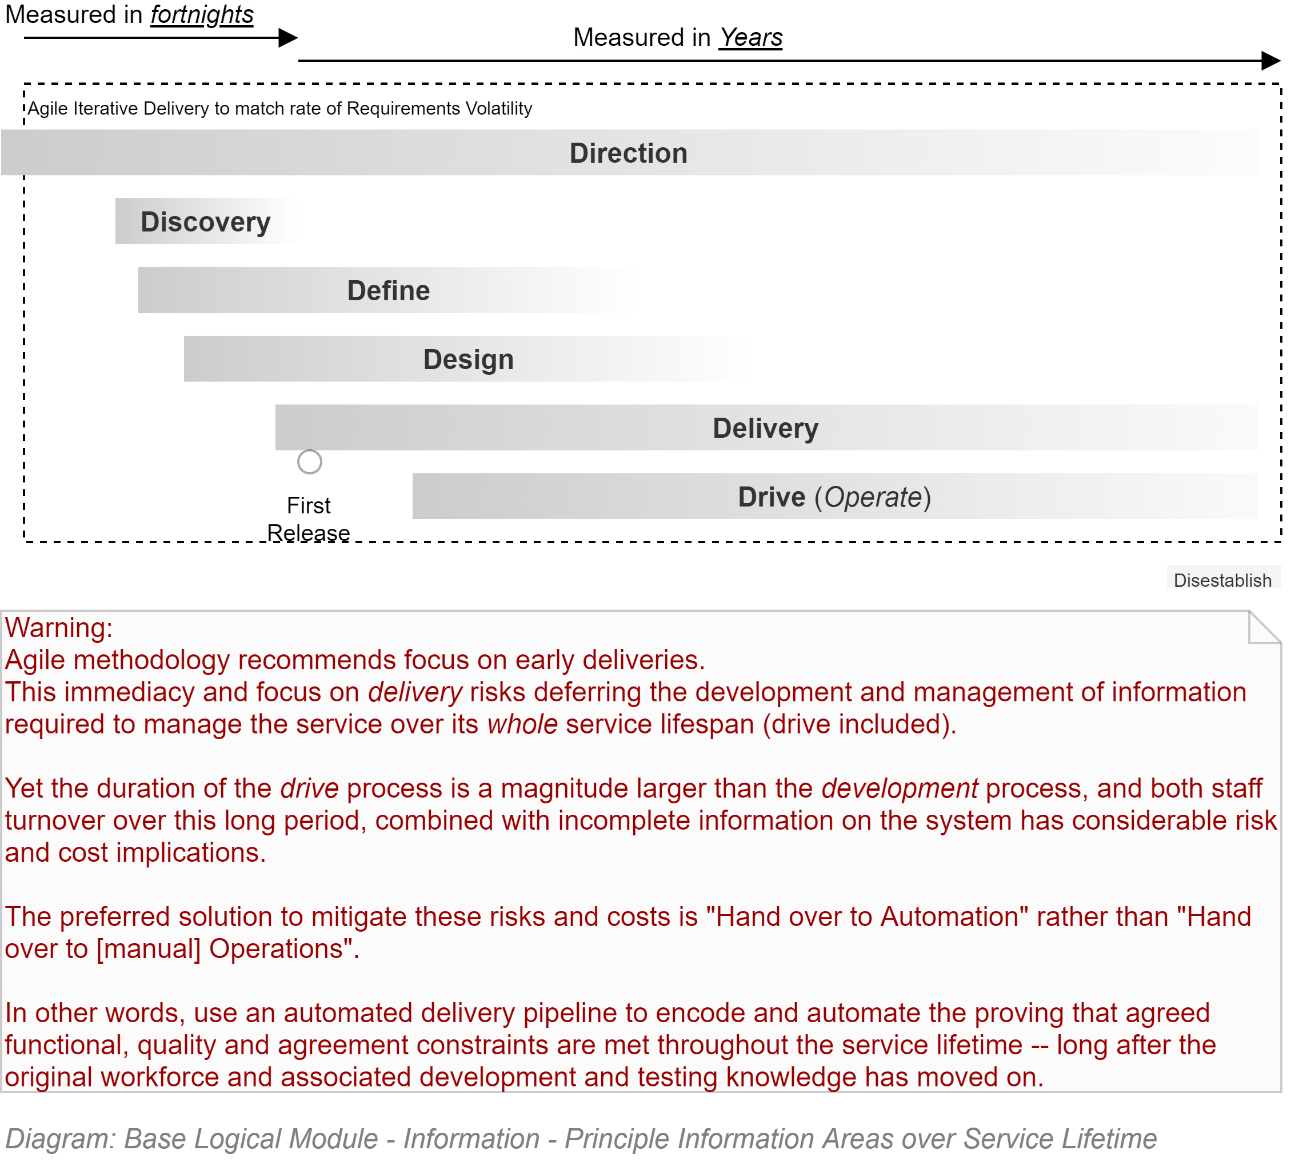 Measured in fortnights
Measured in Years
Agile Iterative Delivery to match rate of Requirements Volatility
Direction
Discovery
Define
Design
Delivery
Drive (Operate)
First
Release
Disestablish
Warning:
Agile methodology recommends focus on early deliveries.
This immediacy and focus on delivery risks deferring the development and management of information
required to manage the service over its whole service lifespan (drive included).
Yet the duration of the drive process is a magnitude larger than the development process, and both staff
turnover over this long period, combined with incomplete information on the system has considerable risk
and cost implications.
The preferred solution to mitigate these risks and costs is "Hand over to Automation" rather than "Hand
over to [manual] Operations".
In other words, use an automated delivery pipeline to encode and automate the proving that agreed
functional, quality and agreement constraints are met throughout the service lifetime -- long after the
original workforce and associated development and testing knowledge has moved on.
Diagram: Base Logical Module - Information - Principle Information Areas over Service Lifetime